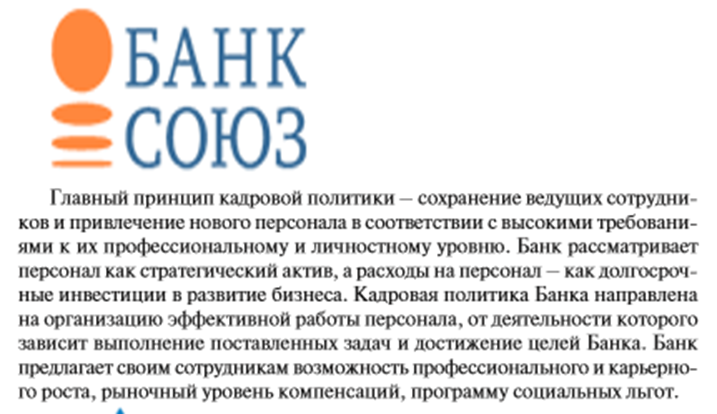 БАНК
СОЮЗ
Главный принцип кадровой политики – сохранение ведущих сотрудни-
ков и привлечение нового персонала в соответствии с высокими требовани-
ями к их профессиональному и личностному уровню. Банк рассматривает
персонал как стратегический актив, а расходы на персонал – как долгосроч-
ные инвестиции в развитие бизнеса. Кадровая политика Банка направлена
на организацию эффективной работы персонала, от деятельности которого
зависит выполнение поставленных задач и достижение целей Банка. Банк
предлагает своим сотрудникам возможность профессионального и карьерно-
го роста, рыночный уровень компенсаций, программу социальных льгот.